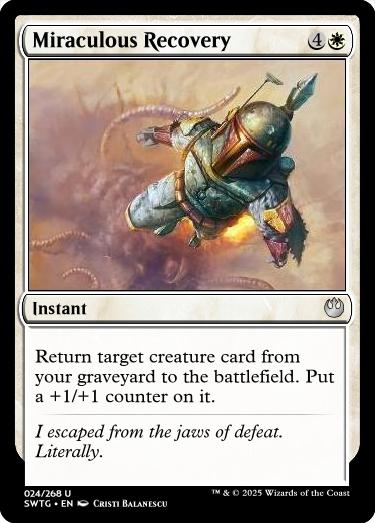 Miraculous Recovery 4
Instant
Return target creature card from
your graveyard to the battlefield. Put
a +1/+1 counter on it.
I escaped from the jaws of defeat.
Literally.
024/268 U
SWTG • EN Cristi Balanescu
™ & © 2025 Wizards of the Coast